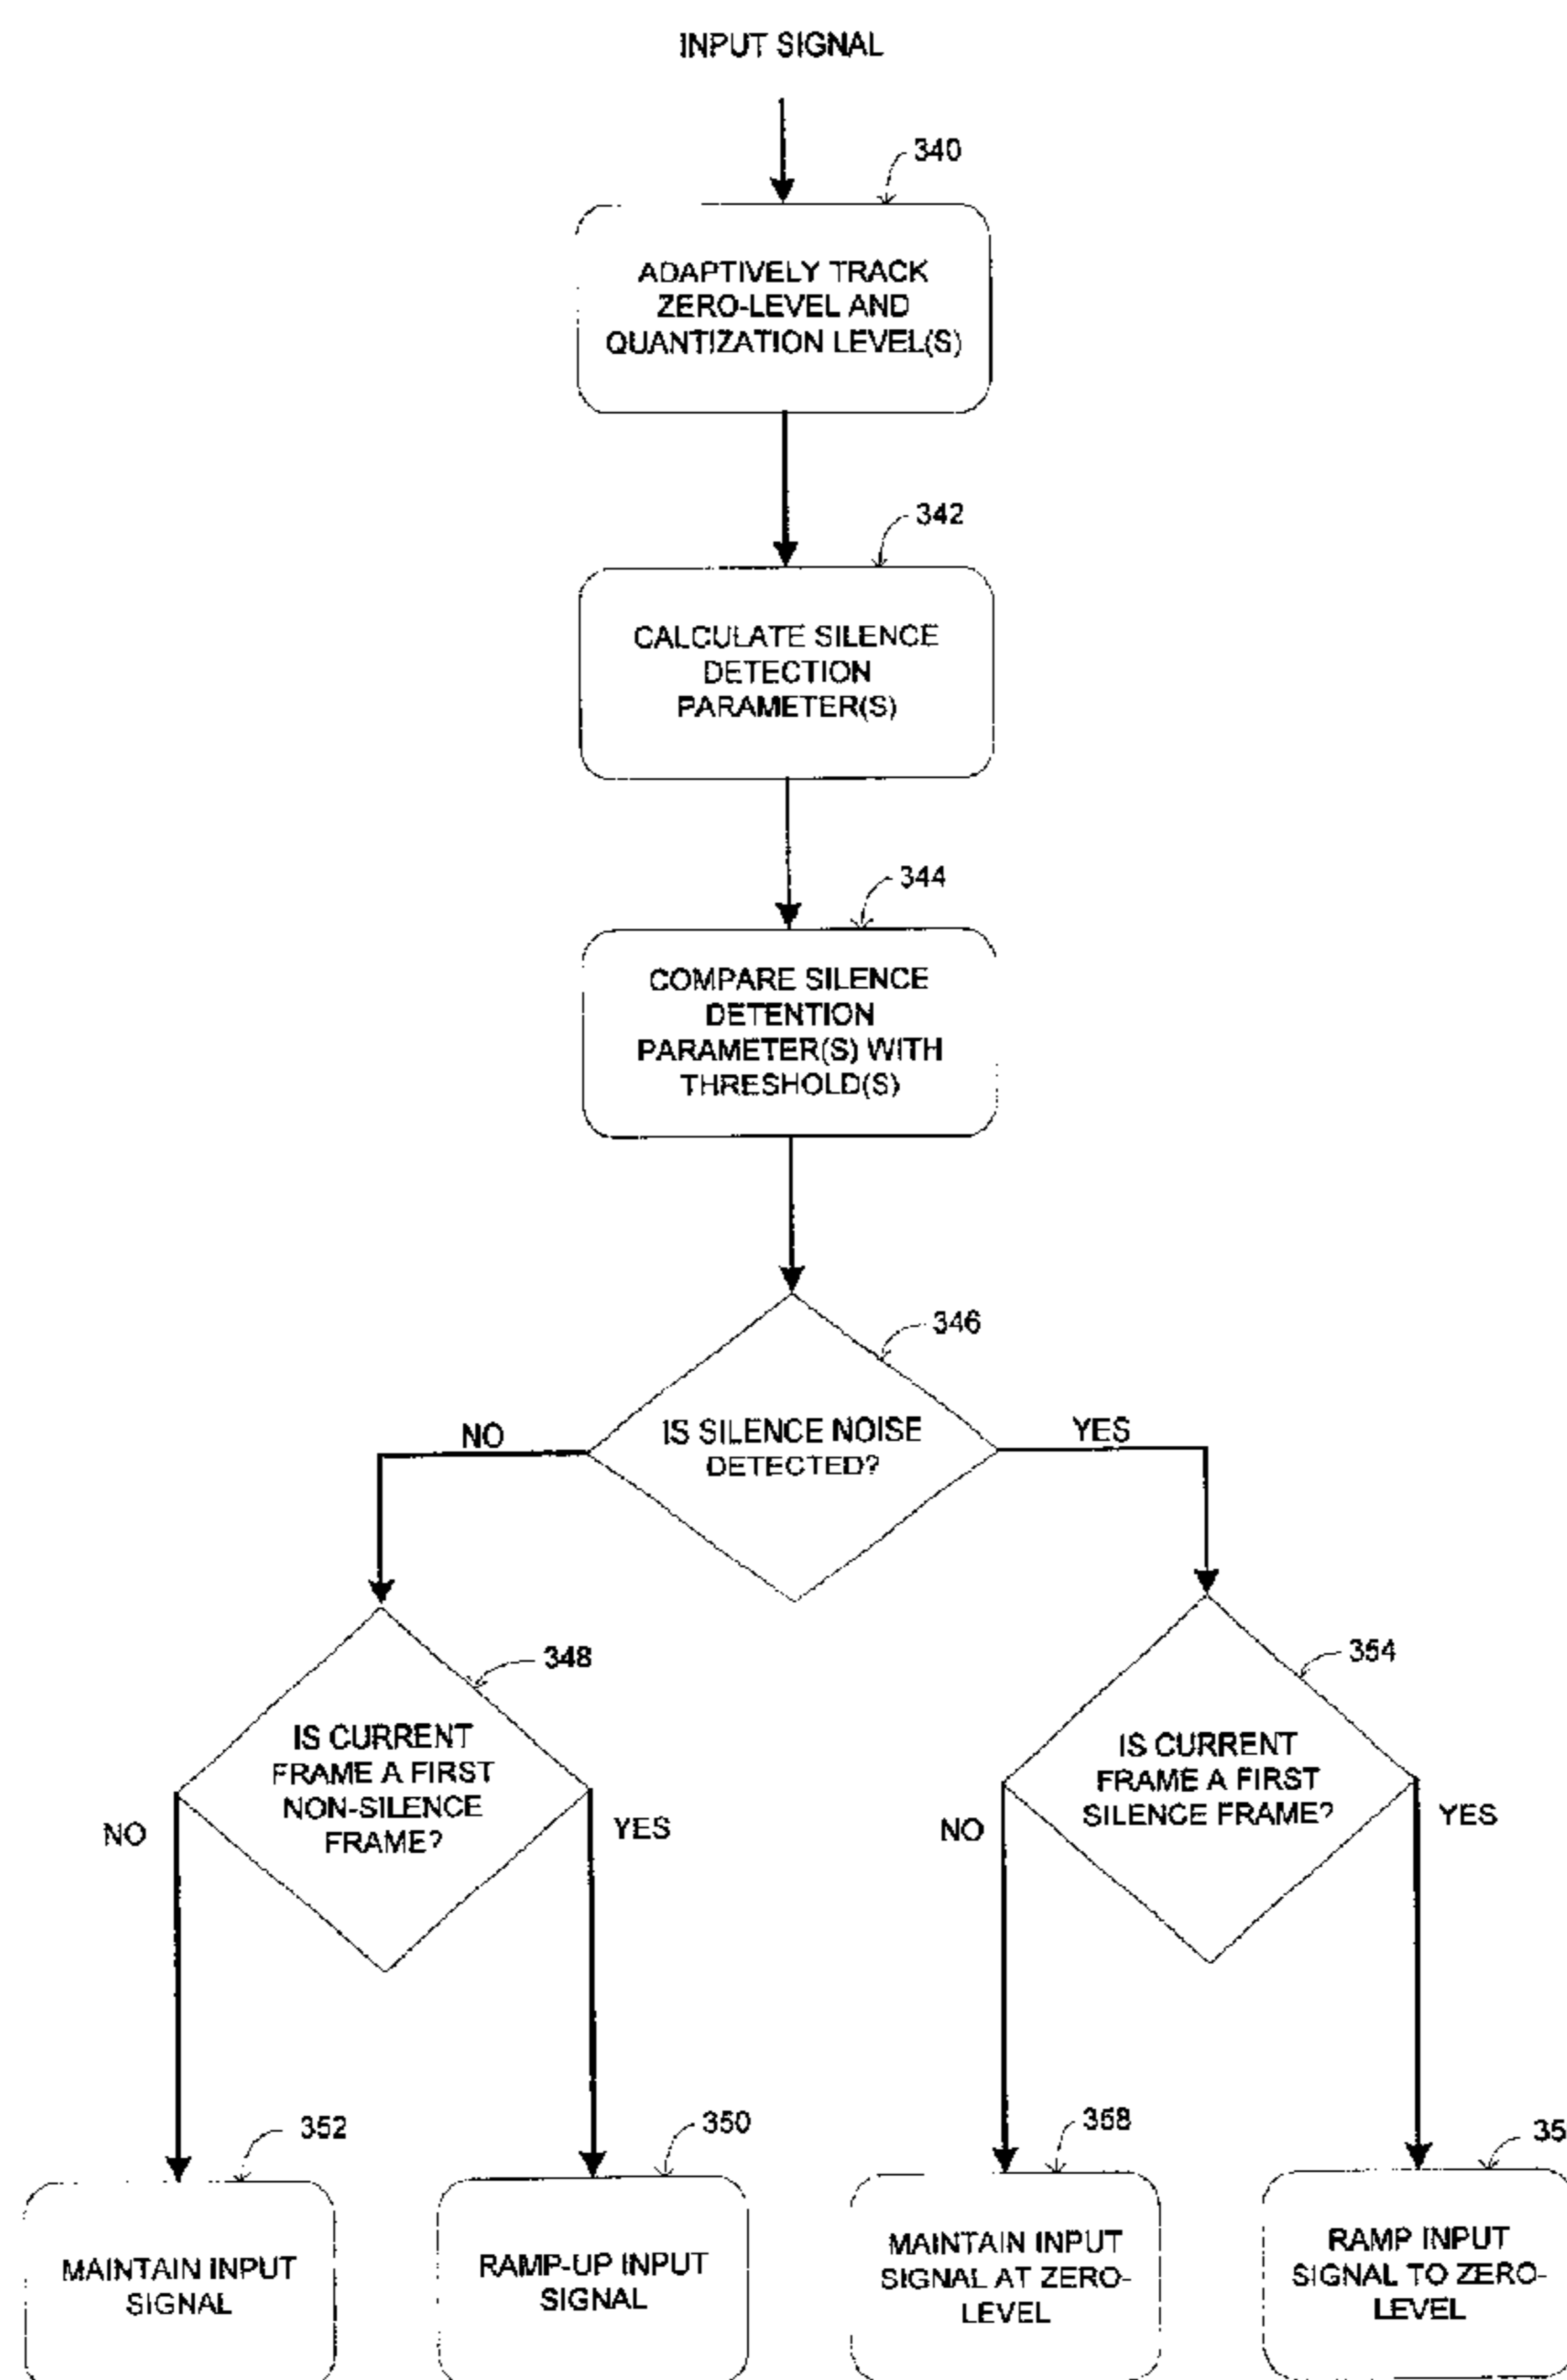 INPUT SIGNAL
340
ADAPTIVELY TRACK
ZERO-LEVEL AND
QUANTIZATION LEVEL(S)
342
CALCULATE SILENCE
DETECTION
PARAMETER(S)
344
COMPARE SILENCE
DETENTION
PARAMETER(S) WITH
THRESHOLD(S)
346
IS SILENCE NOISE
DETECTED?
NO
YES
348
IS CURRENT
FRAME A FIRST
NON-SILENCE
FRAME?
NO
YES
354
IS CURRENT
FRAME A FIRST
SILENCE FRAME?
NO
YES
352
MAINTAIN INPUT
SIGNAL
350
RAMP-UP INPUT
SIGNAL
358
MAINTAIN INPUT
SIGNAL AT ZERO-
LEVEL
35
RAMP INPUT
SIGNAL TO ZERO-
LEVEL